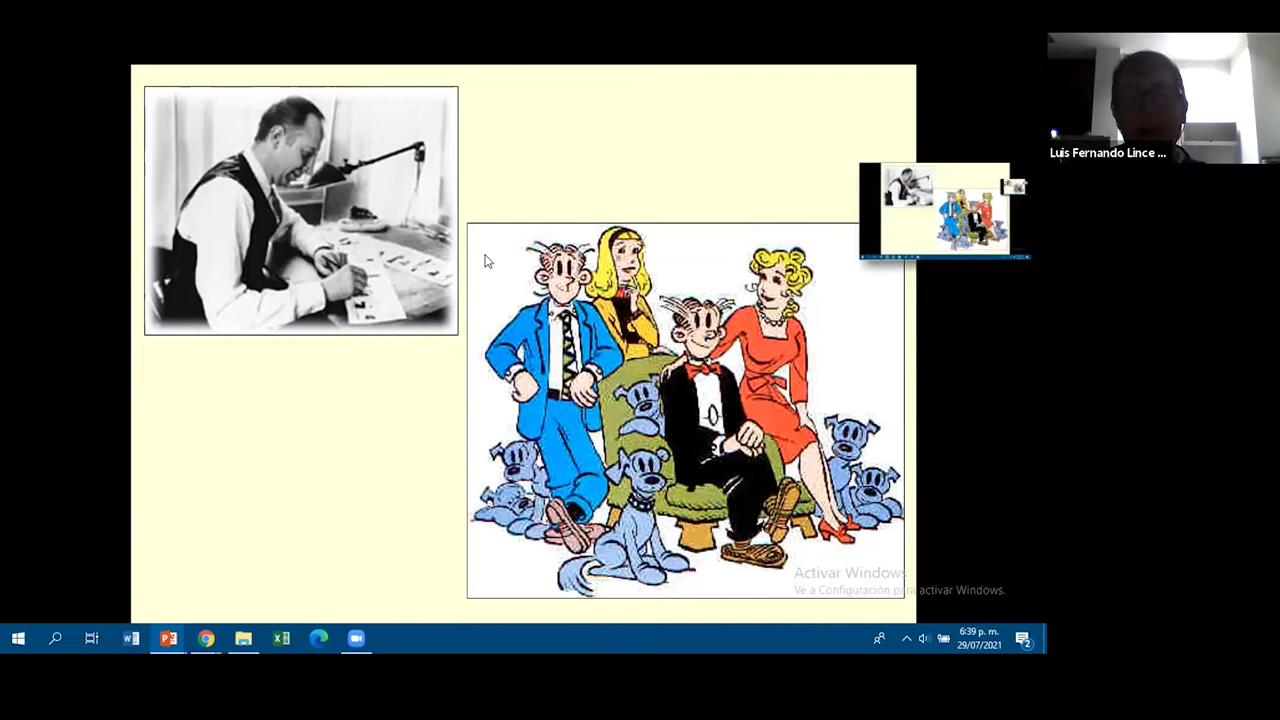 Luis Fernando Lince ...
Activar Windows
Ve a Configuración para activar Windows.
6:39 p. m.
29/07/2021
2